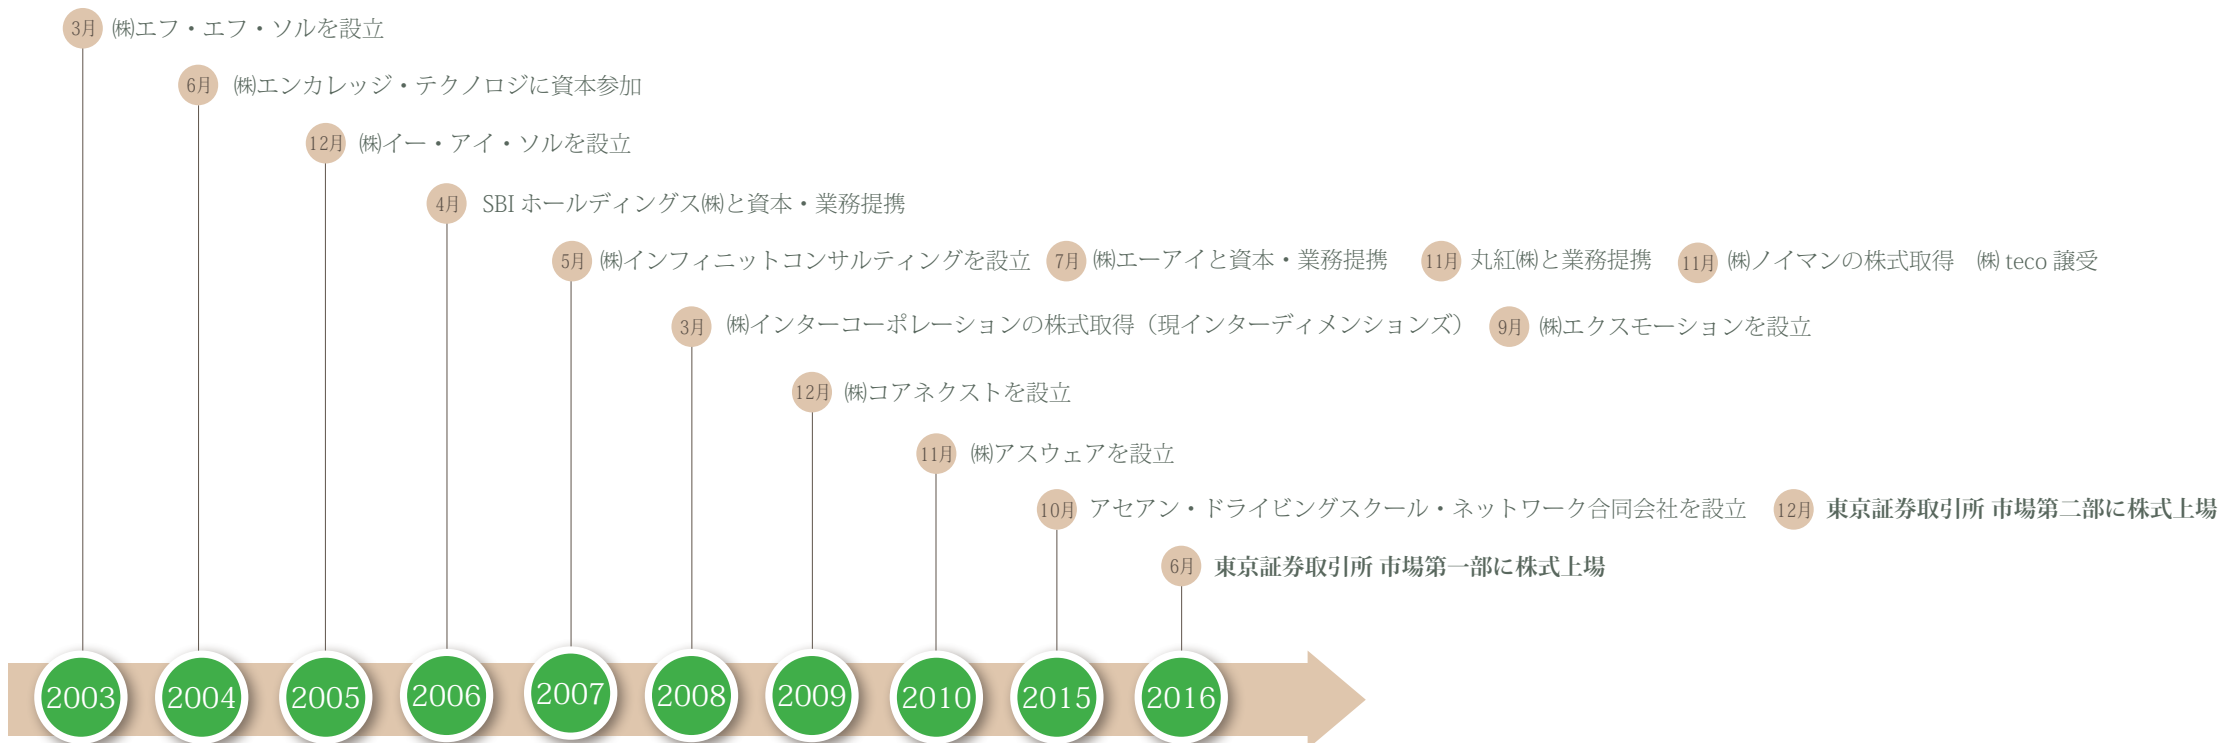 3月 ㈱エフ・エフ・ソルを設立
6月 ㈱エンカレッジ・テクノロジに資本参加
12月 ㈱イー・アイ・ソルを設立
4月 SBIホールディングス㈱と資本・業務提携
5月 ㈱インフィニットコンサルティングを設立 7月 ㈱エーアイと資本・業務提携 11月 丸紅㈱と業務提携 11月 ㈱ノイマンの株式取得　㈱ teco 譲受
3月 ㈱インターコーポレーションの株式取得（現インターディメンションズ） 9月 ㈱エクスモーションを設立
12月 ㈱コアネクストを設立
11月 ㈱アスウェアを設立
10月 アセアン・ドライビングスクール・ネットワーク合同会社を設立 12月 東京証券取引所 市場第二部に株式上場
6月 東京証券取引所 市場第一部に株式上場
2003 2004 2005 2006 2007 2008 2009 2010 2015 2016